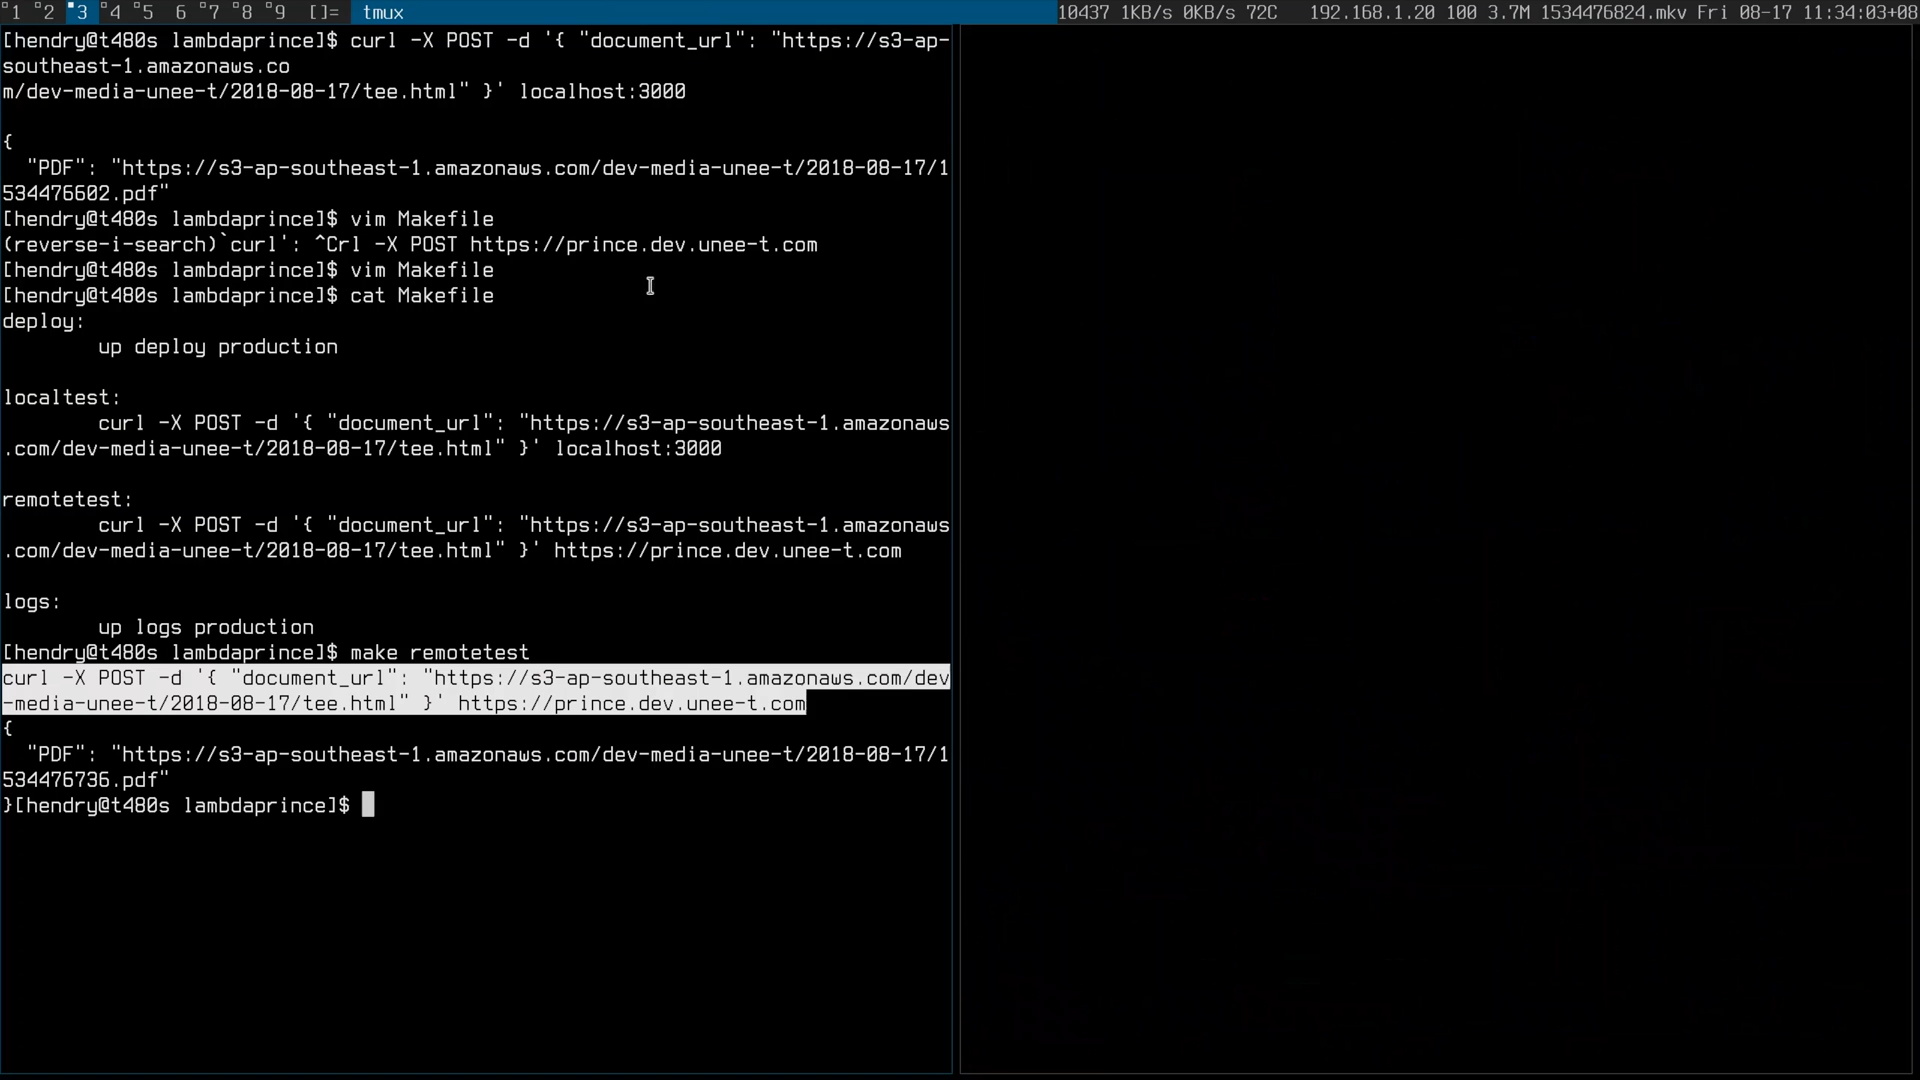 1 2 3 4 5 6 7 8 9 []= tmux 10437 1KB/s 0KB/s 72C 192.168.1.20 100 3.7M 1534476824.mkv Fri 08-17 11:34:03+08
[hendry@t480s lambdaprince]$ curl -X POST -d '{ "document_url": "https://s3-ap-
southeast-1.amazonaws.co
m/dev-media-unee-t/2018-08-17/tee.html" }' localhost:3000
{
  "PDF": "https://s3-ap-southeast-1.amazonaws.com/dev-media-unee-t/2018-08-17/1
534476602.pdf"
[hendry@t480s lambdaprince]$ vim Makefile
(reverse-i-search)`curl': ^Crl -X POST https://prince.dev.unee-t.com
[hendry@t480s lambdaprince]$ vim Makefile
[hendry@t480s lambdaprince]$ cat Makefile
deploy:
        up deploy production
localtest:
        curl -X POST -d '{ "document_url": "https://s3-ap-southeast-1.amazonaws
.com/dev-media-unee-t/2018-08-17/tee.html" }' localhost:3000
remotetest:
        curl -X POST -d '{ "document_url": "https://s3-ap-southeast-1.amazonaws
.com/dev-media-unee-t/2018-08-17/tee.html" }' https://prince.dev.unee-t.com
logs:
        up logs production
[hendry@t480s lambdaprince]$ make remotetest
curl -X POST -d '{ "document_url": "https://s3-ap-southeast-1.amazonaws.com/dev
-media-unee-t/2018-08-17/tee.html" }' https://prince.dev.unee-t.com
{
  "PDF": "https://s3-ap-southeast-1.amazonaws.com/dev-media-unee-t/2018-08-17/1
534476736.pdf"
}[hendry@t480s lambdaprince]$